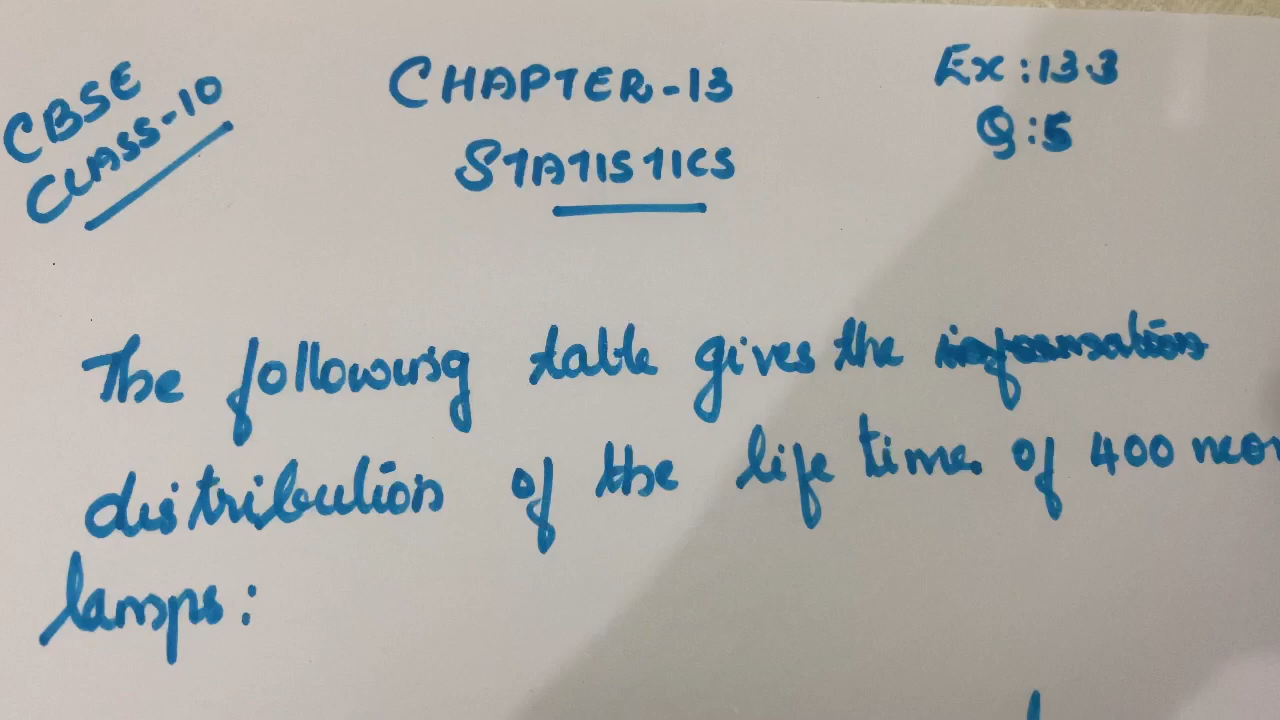 CBSE
CLASS-10
CHAPTER-13
STATISTICS
Ex:13.3
Q:5
The following table gives the
distribution of the life time of 400 neon
lamps: